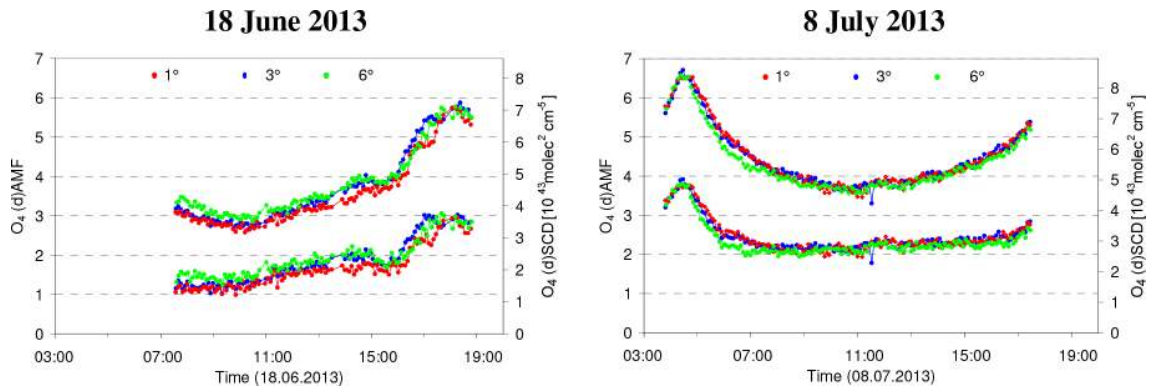 18 June 2013
7
6
5
4
3
2
1
0
O4 (d)AMF
1° 3° 6°
8
7
6
5
4
3
2
1
0
O4 (d)SCD [10 43 molec2 cm-5]
03:00 07:00 11:00 15:00 19:00
Time (18.06.2013)
8 July 2013
7
6
5
4
3
2
1
0
O4 (d)AMF
1° 3° 6°
8
7
6
5
4
3
2
1
0
O4 (d)SCD [10 43 molec2 cm-5]
03:00 07:00 11:00 15:00 19:00
Time (08.07.2013)